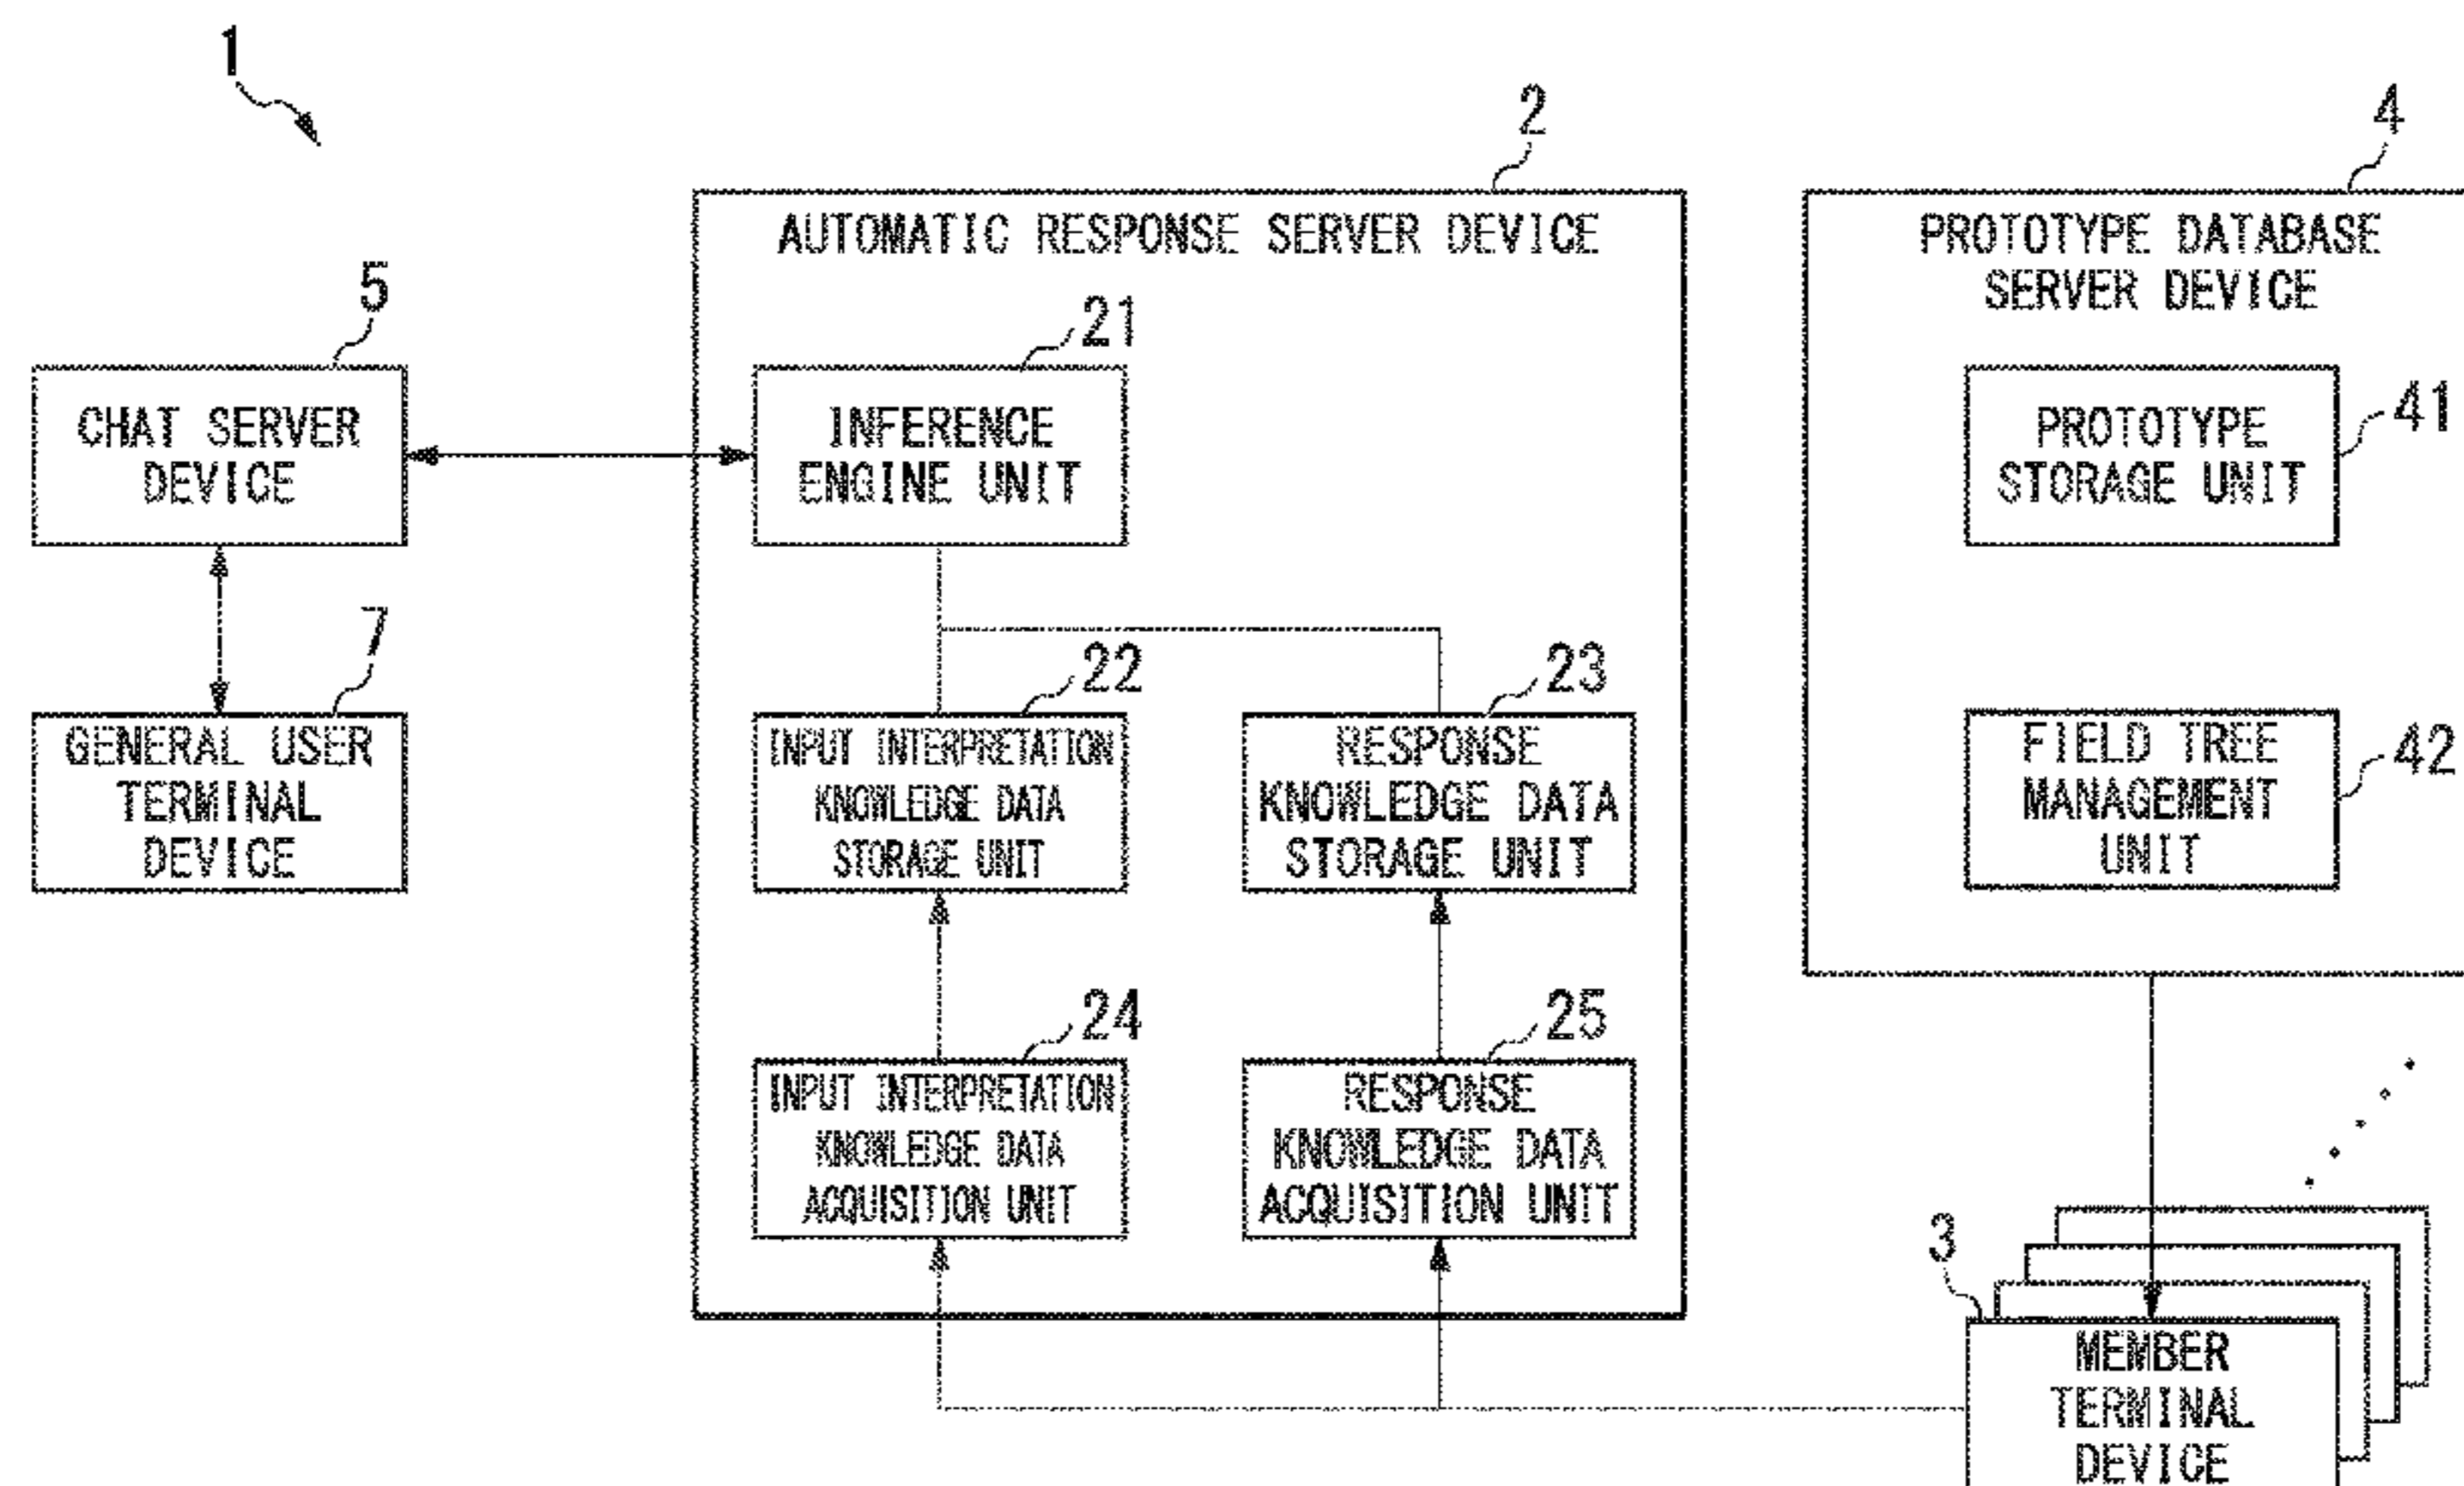 1
2
4
AUTOMATIC RESPONSE SERVER DEVICE
PROTOTYPE DATABASE
SERVER DEVICE
5
21
41
CHAT SERVER
DEVICE
INFERENCE
ENGINE UNIT
PROTOTYPE
STORAGE UNIT
7
22
23
42
GENERAL USER
TERMINAL
DEVICE
INPUT INTERPRETATION
KNOWLEDGE DATA
STORAGE UNIT
RESPONSE
KNOWLEDGE DATA
STORAGE UNIT
FIELD TREE
MANAGEMENT
UNIT
24
25
INPUT INTERPRETATION
KNOWLEDGE DATA
ACQUISITION UNIT
RESPONSE
KNOWLEDGE DATA
ACQUISITION UNIT
3
MEMBER
TERMINAL
DEVICE